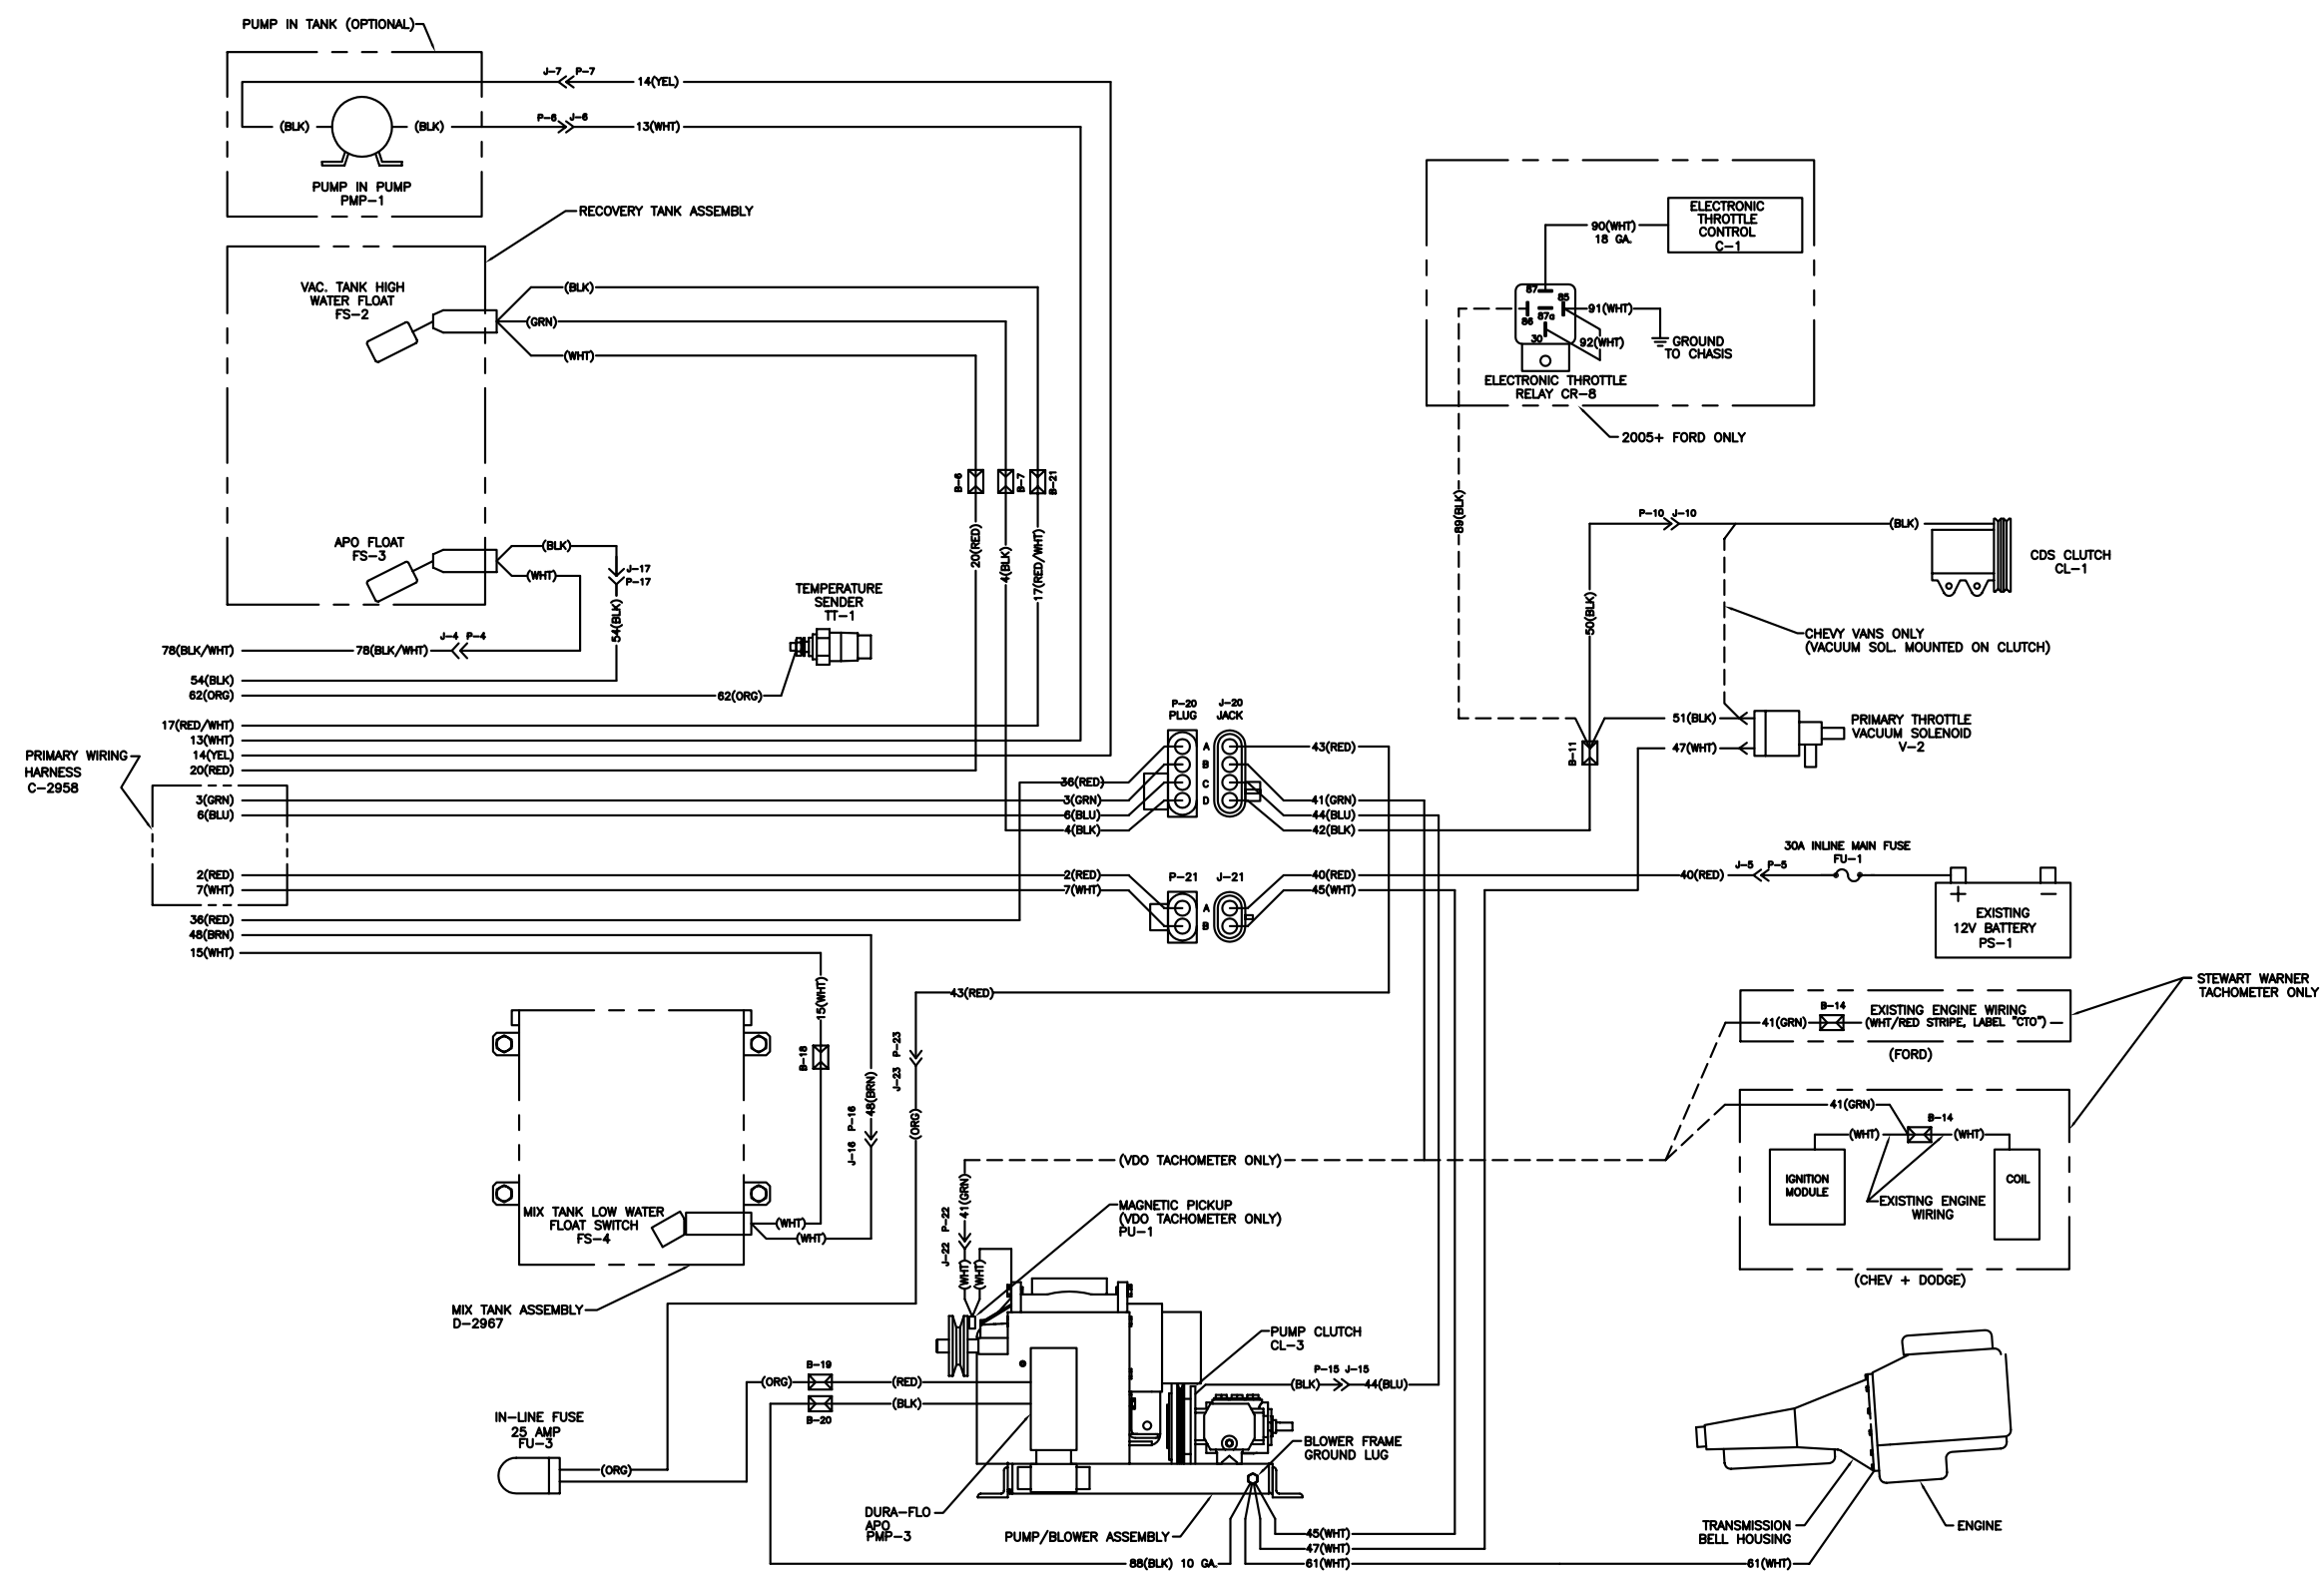 PUMP IN TANK (OPTIONAL)
J-7 P-7
14(YEL)
(BLK)
(BLK)
P-6 J-6
13(WHT)
PUMP IN PUMP
PMP-1
RECOVERY TANK ASSEMBLY
VAC. TANK HIGH
WATER FLOAT
FS-2
(BLK)
(GRN)
(WHT)
B-6
B-7
B-21
20(RED)
4(BLK)
17(RED/WHT)
APO FLOAT
FS-3
(BLK)
(WHT)
J-17
P-17
54(BLK)
TEMPERATURE
SENDER
TT-1
78(BLK/WHT)
78(BLK/WHT)
J-4 P-4
54(BLK)
62(ORG)
62(ORG)
17(RED/WHT)
13(WHT)
14(YEL)
20(RED)
PRIMARY WIRING
HARNESS
C-2958
3(GRN)
6(BLU)
2(RED)
7(WHT)
36(RED)
48(BRN)
15(WHT)
36(RED)
3(GRN)
6(BLU)
4(BLK)
2(RED)
7(WHT)
P-20
PLUG
J-20
JACK
A
B
C
D
P-21
J-21
A
B
43(RED)
41(GRN)
44(BLU)
42(BLK)
40(RED)
45(WHT)
ELECTRONIC
THROTTLE
CONTROL
C-1
90(WHT)
18 GA.
87
85
86
87a
30
91(WHT)
92(WHT)
GROUND
TO CHASIS
ELECTRONIC THROTTLE
RELAY CR-8
2005+ FORD ONLY
89(BLK)
P-10 J-10
(BLK)
CDS CLUTCH
CL-1
50(BLK)
CHEVY VANS ONLY
(VACUUM SOL. MOUNTED ON CLUTCH)
B-11
51(BLK)
47(WHT)
PRIMARY THROTTLE
VACUUM SOLENOID
V-2
30A INLINE MAIN FUSE
FU-1
40(RED)
J-5 P-5
+
−
EXISTING
12V BATTERY
PS-1
STEWART WARNER
TACHOMETER ONLY
B-14
EXISTING ENGINE WIRING
41(GRN)
(WHT/RED STRIPE, LABEL "CTO")
(FORD)
41(GRN)
B-14
(WHT)
(WHT)
IGNITION
MODULE
COIL
EXISTING ENGINE
WIRING
(CHEV + DODGE)
43(RED)
15(WHT)
B-18
48(BRN)
J-16 P-16
J-23 P-23
(ORG)
MIX TANK LOW WATER
FLOAT SWITCH
FS-4
(WHT)
(WHT)
MIX TANK ASSEMBLY
D-2967
(VDO TACHOMETER ONLY)
41(GRN)
J-22 P-22
(WHT)
(WHT)
MAGNETIC PICKUP
(VDO TACHOMETER ONLY)
PU-1
PUMP CLUTCH
CL-3
P-15 J-15
(BLK)
44(BLU)
B-19
(ORG)
(RED)
(BLK)
B-20
IN-LINE FUSE
25 AMP
FU-3
(ORG)
BLOWER FRAME
GROUND LUG
DURA-FLO
APO
PMP-3
PUMP/BLOWER ASSEMBLY
45(WHT)
47(WHT)
61(WHT)
88(BLK) 10 GA.
TRANSMISSION
BELL HOUSING
ENGINE
61(WHT)